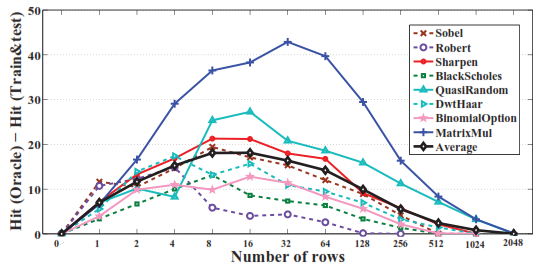 Hit (Oracle) − Hit (Train&test)
50
40
30
20
10
0
Sobel
Robert
Sharpen
BlackScholes
QuasiRandom
DwtHaar
BinomialOption
MatrixMul
Average
0 1 2 4 8 16 32 64 128 256 512 1024 2048
Number of rows